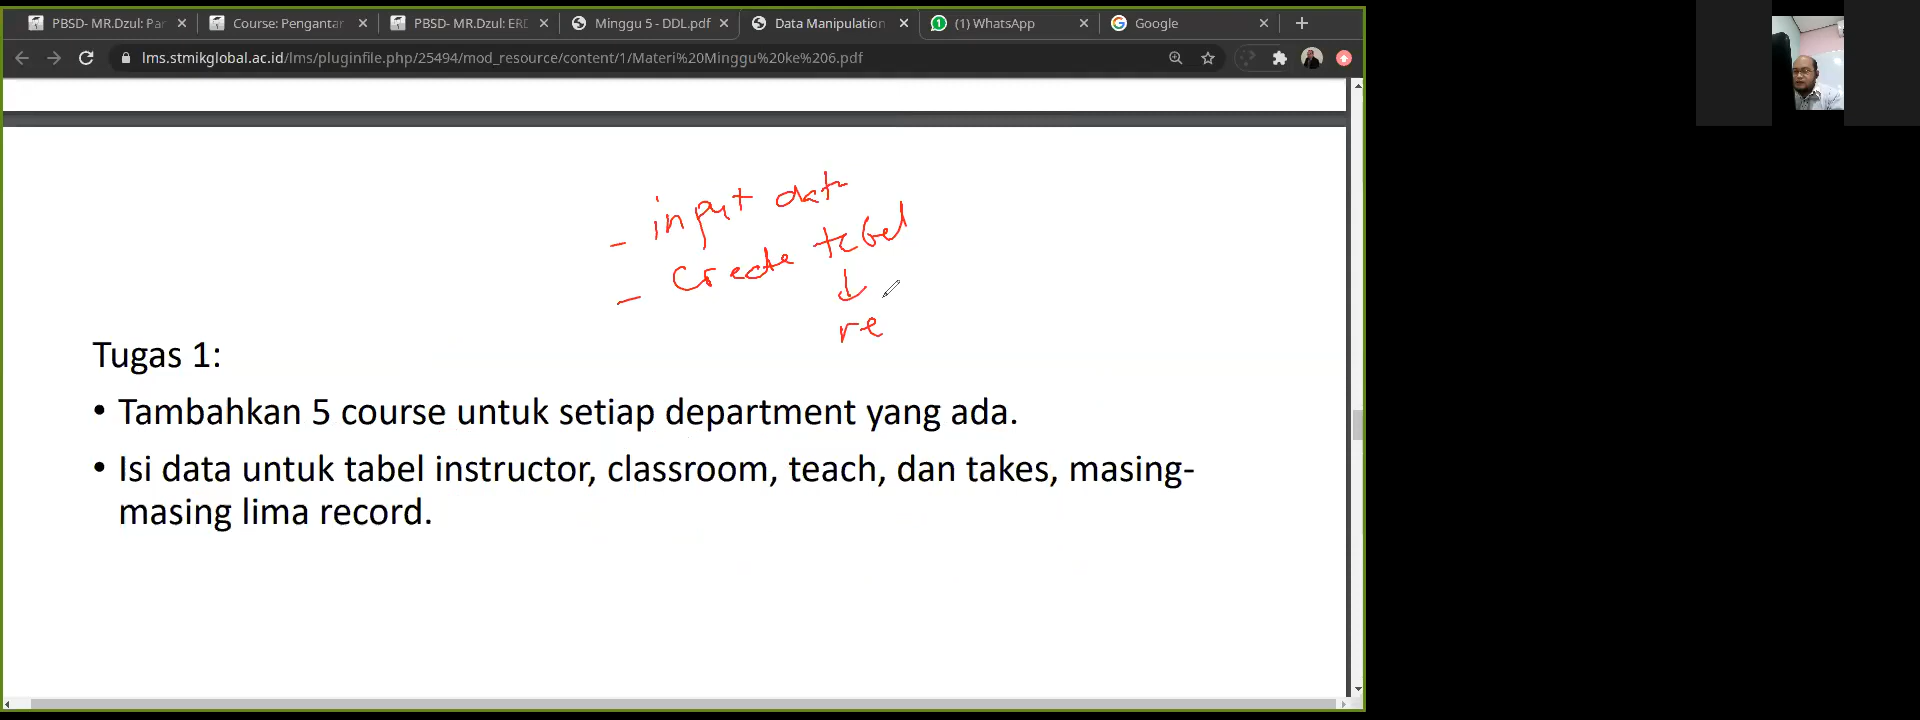 PBSD- MR.Dzul: Par
Course: Pengantar
PBSD- MR.Dzul: ERD
Minggu 5 - DDL.pdf
Data Manipulation
(1) WhatsApp
Google
lms.stmikglobal.ac.id/lms/pluginfile.php/25494/mod_resource/content/1/Materi%20Minggu%20ke%206.pdf
- input dat
- Create tabel
re
Tugas 1:
• Tambahkan 5 course untuk setiap department yang ada.
• Isi data untuk tabel instructor, classroom, teach, dan takes, masing-
masing lima record.